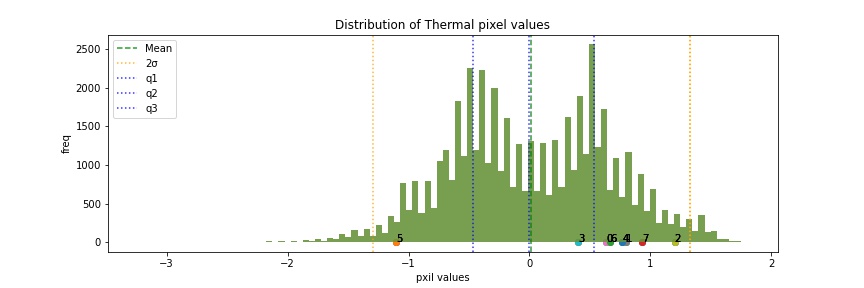 Distribution of Thermal pixel values
freq
2500
2000
1500
1000
500
0
Mean
2σ
q1
q2
q3
5
3
0
6
4
1
7
2
−3
−2
−1
0
1
2
pxil values